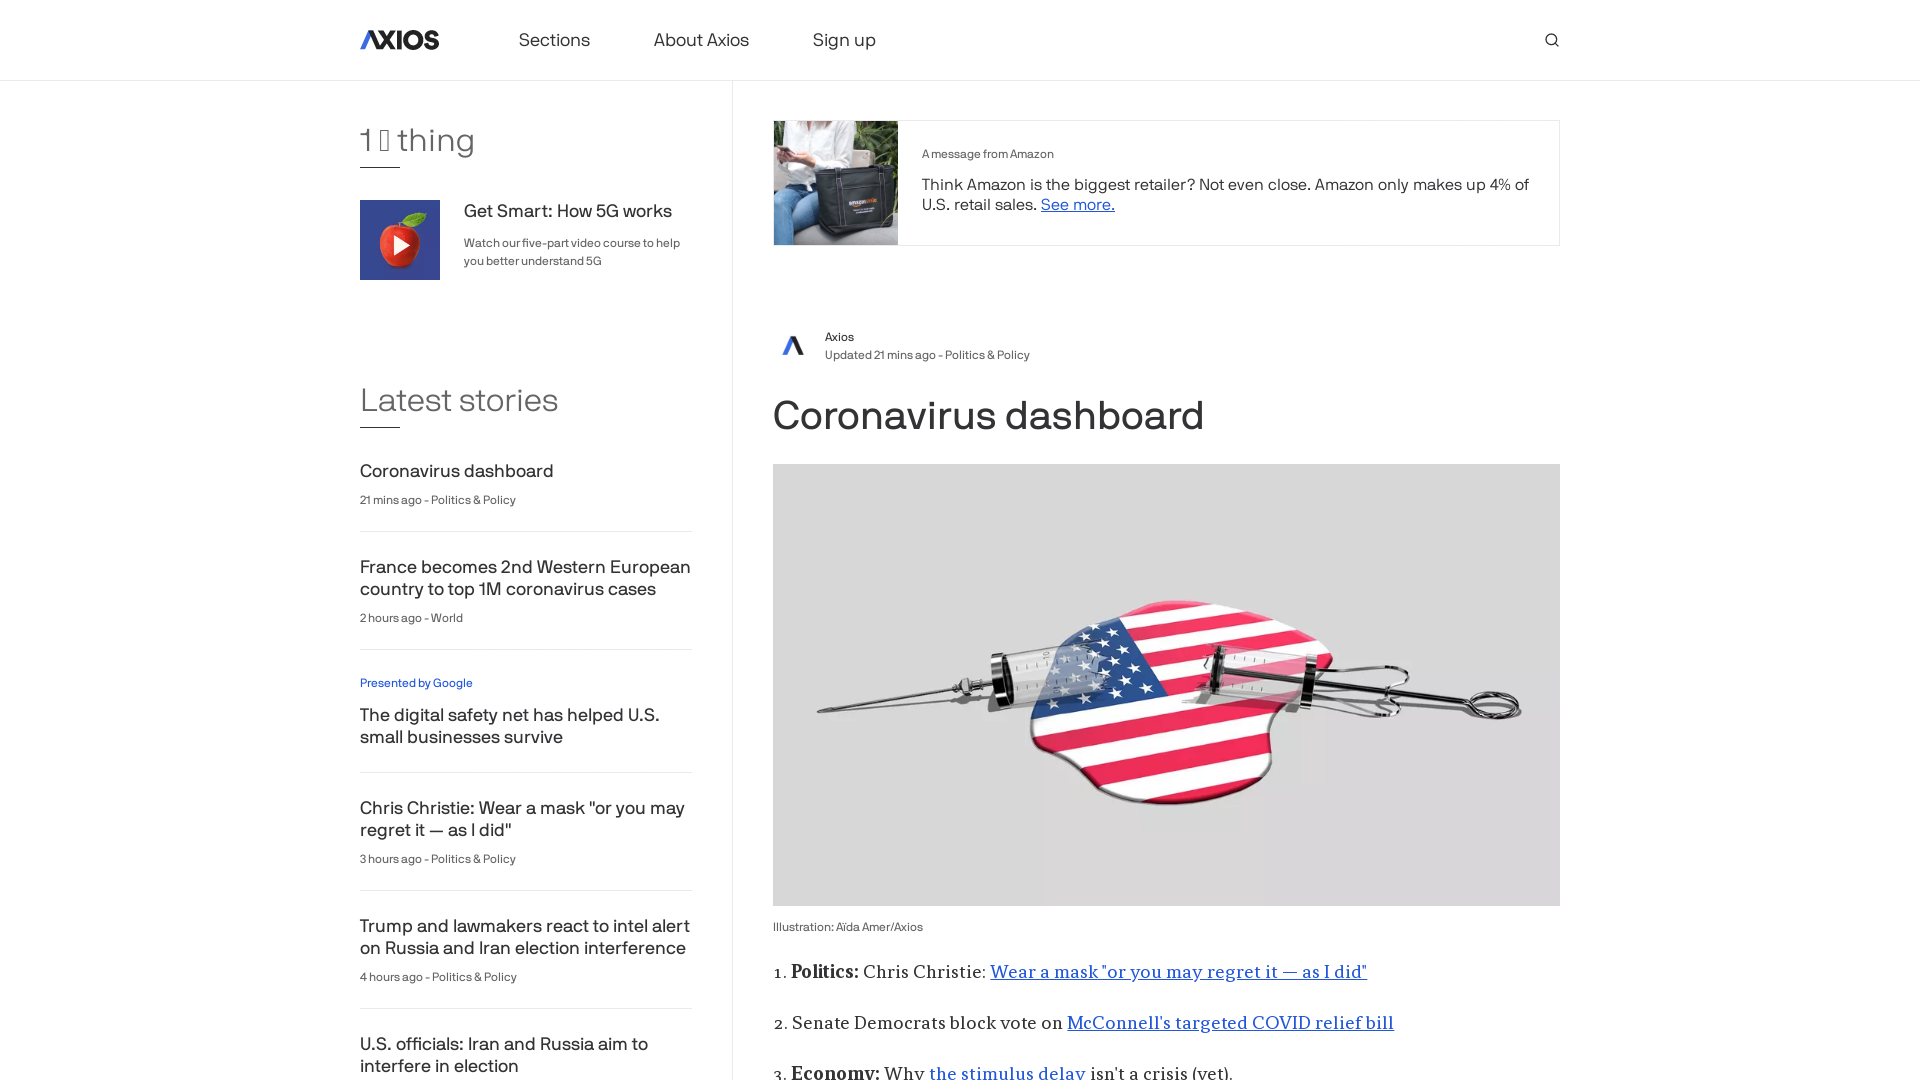 AXIOS
Sections
About Axios
Sign up
1 thing
Get Smart: How 5G works
Watch our five-part video course to help
you better understand 5G
Latest stories
Coronavirus dashboard
21 mins ago - Politics & Policy
France becomes 2nd Western European
country to top 1M coronavirus cases
2 hours ago - World
Presented by Google
The digital safety net has helped U.S.
small businesses survive
Chris Christie: Wear a mask "or you may
regret it — as I did"
3 hours ago - Politics & Policy
Trump and lawmakers react to intel alert
on Russia and Iran election interference
4 hours ago - Politics & Policy
U.S. officials: Iran and Russia aim to
interfere in election
A message from Amazon
Think Amazon is the biggest retailer? Not even close. Amazon only makes up 4% of
U.S. retail sales. See more.
Axios
Updated 21 mins ago - Politics & Policy
Coronavirus dashboard
Illustration: Aïda Amer/Axios
1. Politics: Chris Christie: Wear a mask "or you may regret it — as I did"
2. Senate Democrats block vote on McConnell's targeted COVID relief bill
3. Economy: Why the stimulus delay isn't a crisis (yet).